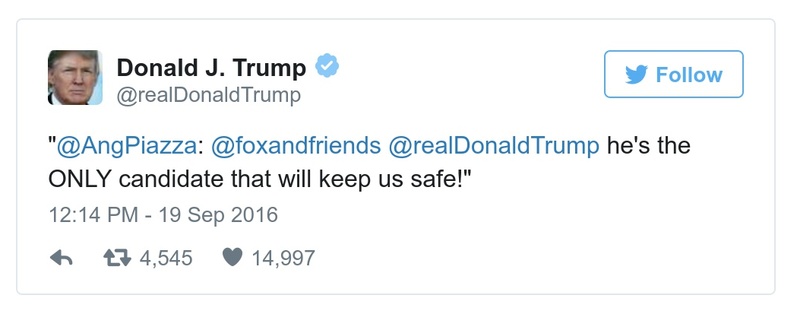 Donald J. Trump
@realDonaldTrump
Follow
"@AngPiazza: @foxandfriends @realDonaldTrump he's the
ONLY candidate that will keep us safe!"
12:14 PM - 19 Sep 2016
4,545 14,997